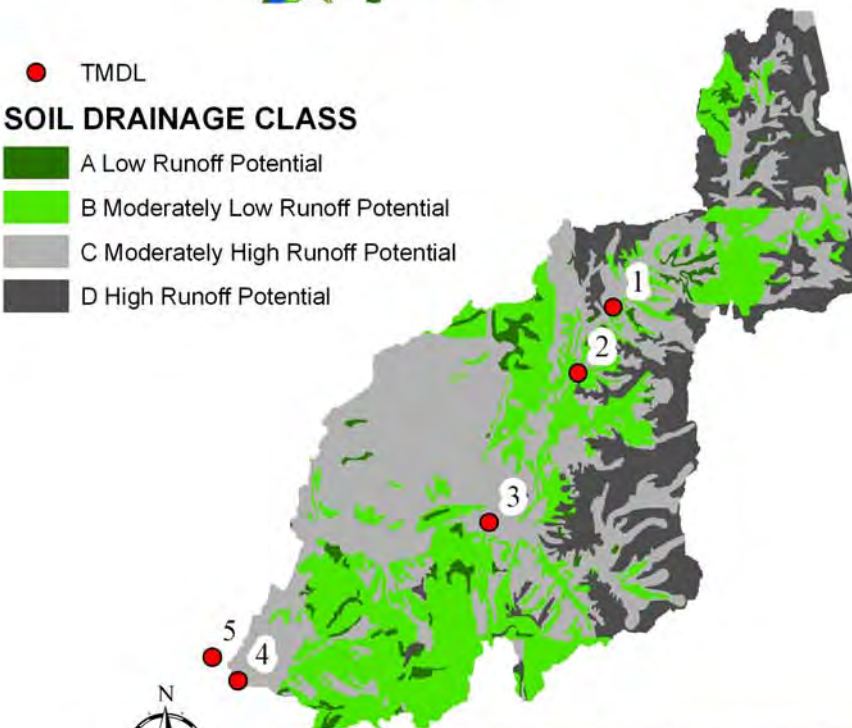 TMDL
SOIL DRAINAGE CLASS
A Low Runoff Potential
B Moderately Low Runoff Potential
C Moderately High Runoff Potential
D High Runoff Potential
1
2
3
5
4
N